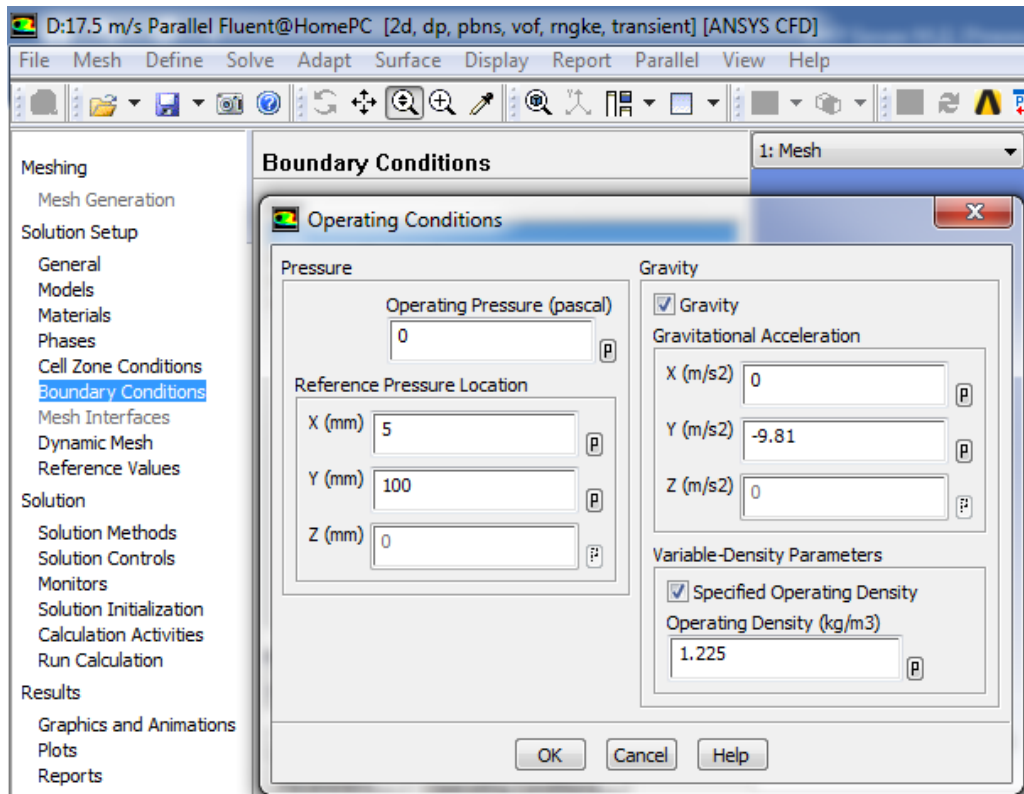 D:17.5 m/s Parallel Fluent@HomePC [2d, dp, pbns, vof, rngke, transient] [ANSYS CFD]
File Mesh Define Solve Adapt Surface Display Report Parallel View Help
Meshing
Mesh Generation
Solution Setup
General
Models
Materials
Phases
Cell Zone Conditions
Boundary Conditions
Mesh Interfaces
Dynamic Mesh
Reference Values
Solution
Solution Methods
Solution Controls
Monitors
Solution Initialization
Calculation Activities
Run Calculation
Results
Graphics and Animations
Plots
Reports
Boundary Conditions
1: Mesh
Operating Conditions
X
Pressure
Operating Pressure (pascal)
0 P
Reference Pressure Location
X (mm) 5 P
Y (mm) 100 P
Z (mm) 0 P
Gravity
Gravity
Gravitational Acceleration
X (m/s2) 0 P
Y (m/s2) -9.81 P
Z (m/s2) 0 P
Variable-Density Parameters
Specified Operating Density
Operating Density (kg/m3)
1.225 P
OK Cancel Help